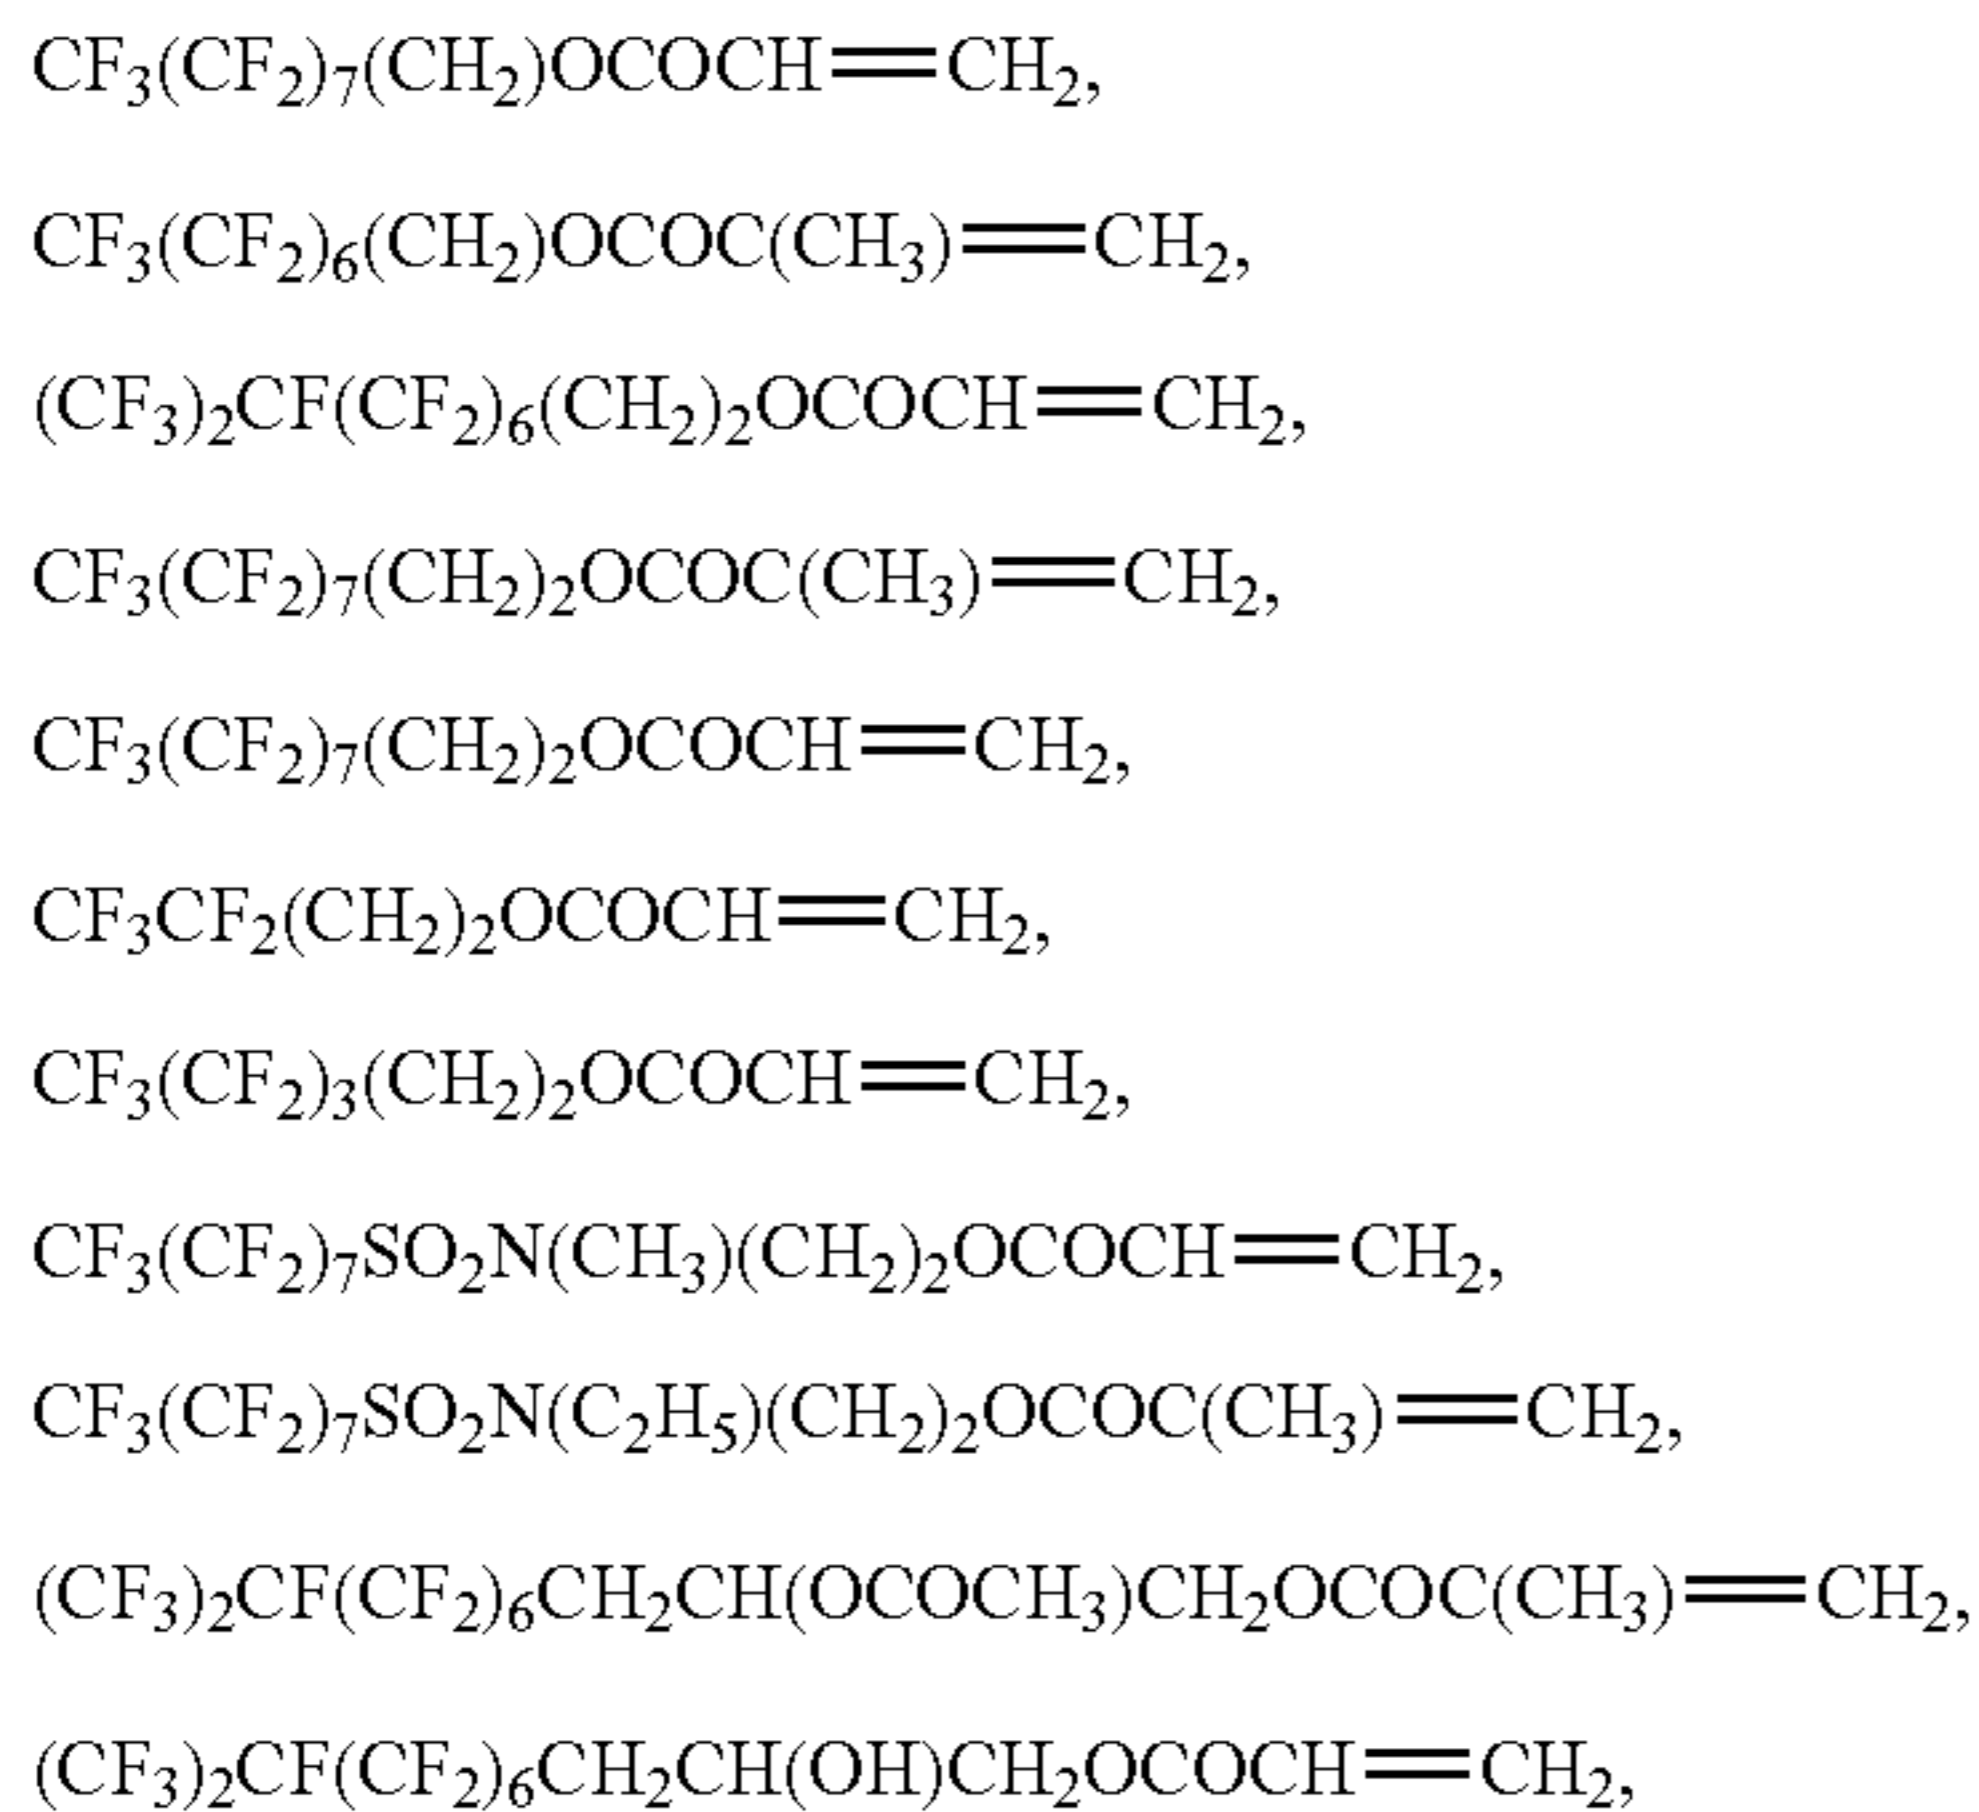 CF₃(CF₂)₇(CH₂)OCOCH=CH₂,
CF₃(CF₂)₆(CH₂)OCOC(CH₃)=CH₂,
(CF₃)₂CF(CF₂)₆(CH₂)₂OCOCH=CH₂,
CF₃(CF₂)₇(CH₂)₂OCOC(CH₃)=CH₂,
CF₃(CF₂)₇(CH₂)₂OCOCH=CH₂,
CF₃CF₂(CH₂)₂OCOCH=CH₂,
CF₃(CF₂)₃(CH₂)₂OCOCH=CH₂,
CF₃(CF₂)₇SO₂N(CH₃)(CH₂)₂OCOCH=CH₂,
CF₃(CF₂)₇SO₂N(C₂H₅)(CH₂)₂OCOC(CH₃)=CH₂,
(CF₃)₂CF(CF₂)₆CH₂CH(OCOCH₃)CH₂OCOC(CH₃)=CH₂,
(CF₃)₂CF(CF₂)₆CH₂CH(OH)CH₂OCOCH=CH₂,